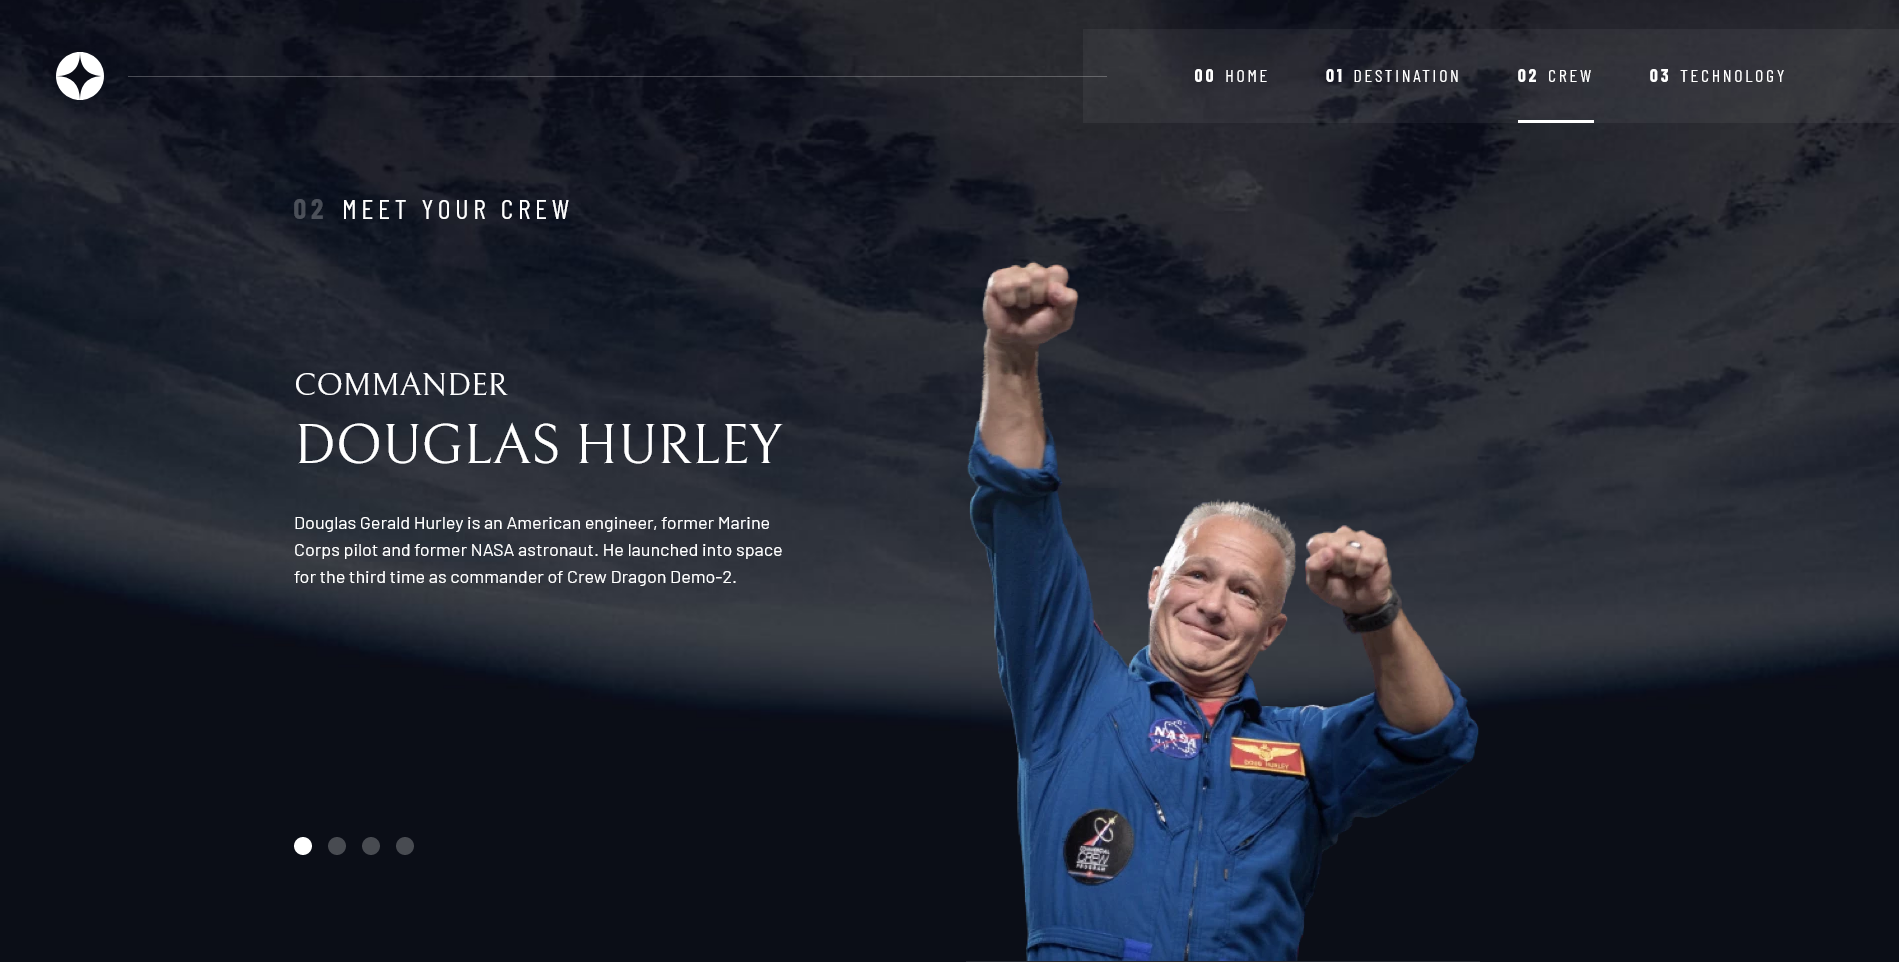 00 HOME 01 DESTINATION 02 CREW 03 TECHNOLOGY
02 MEET YOUR CREW
COMMANDER
DOUGLAS HURLEY
Douglas Gerald Hurley is an American engineer, former Marine
Corps pilot and former NASA astronaut. He launched into space
for the third time as commander of Crew Dragon Demo-2.
NASA
DOUG HURLEY
COMMERCIAL
CREW
PROGRAM